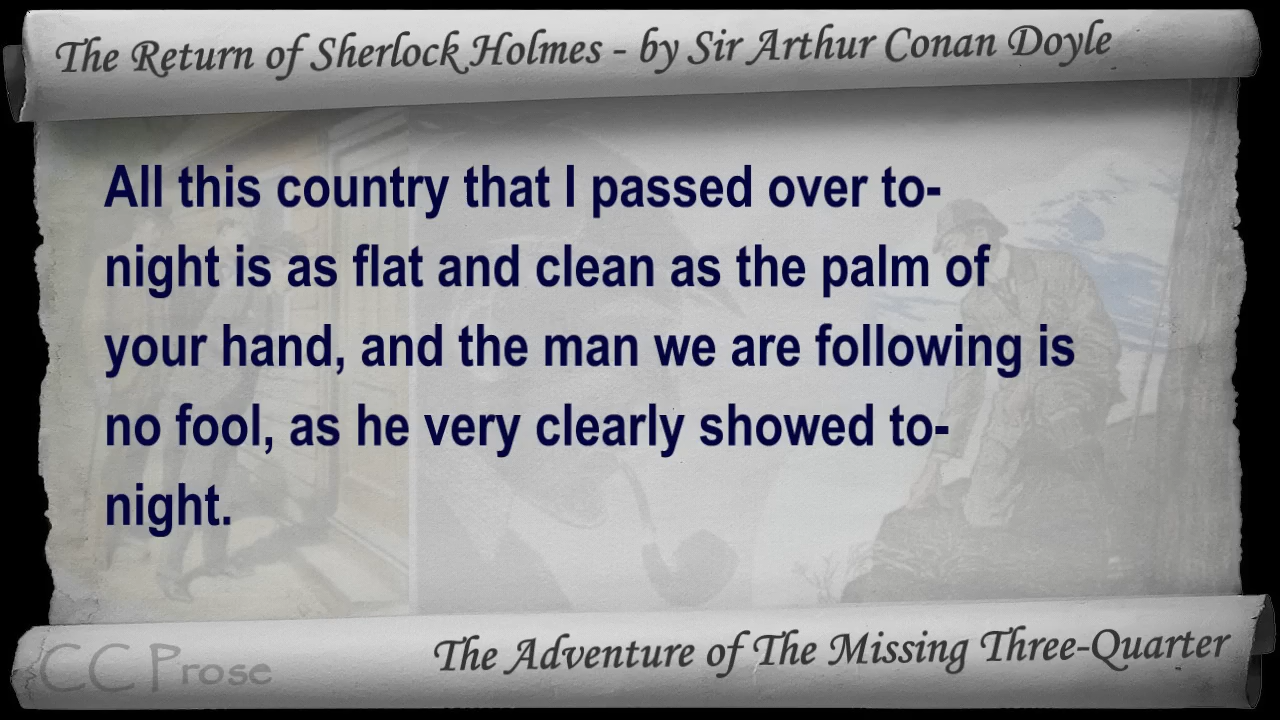 The Return of Sherlock Holmes - by Sir Arthur Conan Doyle
All this country that I passed over to-
night is as flat and clean as the palm of
your hand, and the man we are following is
no fool, as he very clearly showed to-
night.
CC Prose
The Adventure of The Missing Three-Quarter